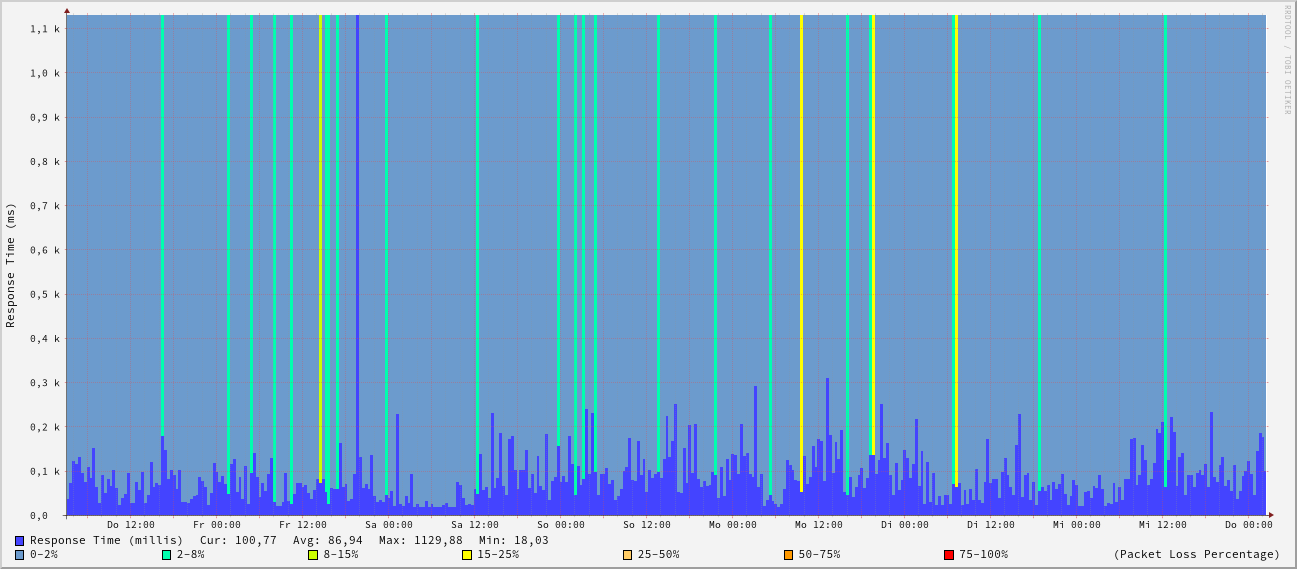 RRDTOOL / TOBI OETIKER
Response Time (ms)
1,1 k
1,0 k
0,9 k
0,8 k
0,7 k
0,6 k
0,5 k
0,4 k
0,3 k
0,2 k
0,1 k
0,0
Do 12:00 Fr 00:00 Fr 12:00 Sa 00:00 Sa 12:00 So 00:00 So 12:00 Mo 00:00 Mo 12:00 Di 00:00 Di 12:00 Mi 00:00 Mi 12:00 Do 00:00
Response Time (millis) Cur: 100,77 Avg: 86,94 Max: 1129,88 Min: 18,03
0-2% 2-8% 8-15% 15-25% 25-50% 50-75% 75-100% (Packet Loss Percentage)